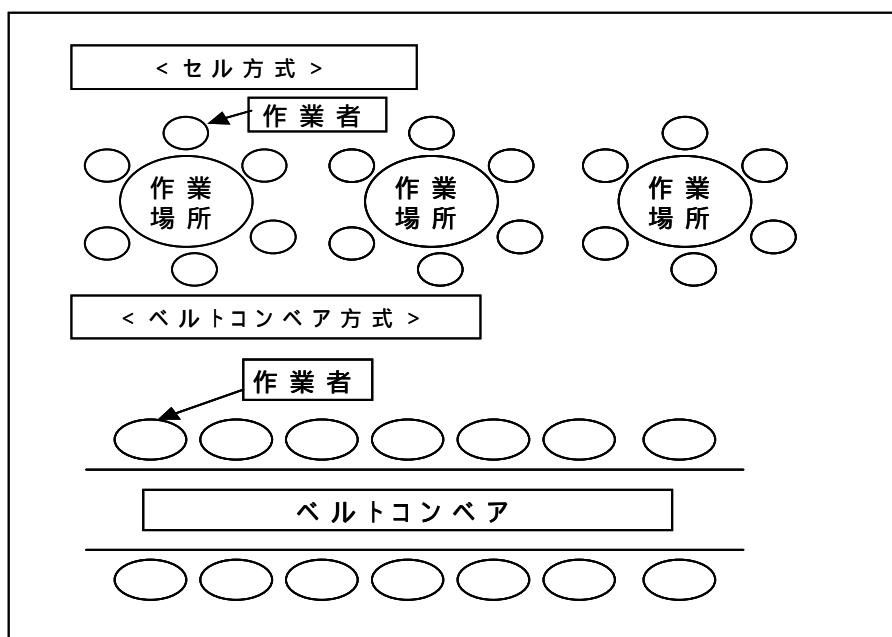 <セル方式>
作業者
作業
場所
作業
場所
作業
場所
<ベルトコンベア方式>
作業者
ベルトコンベア